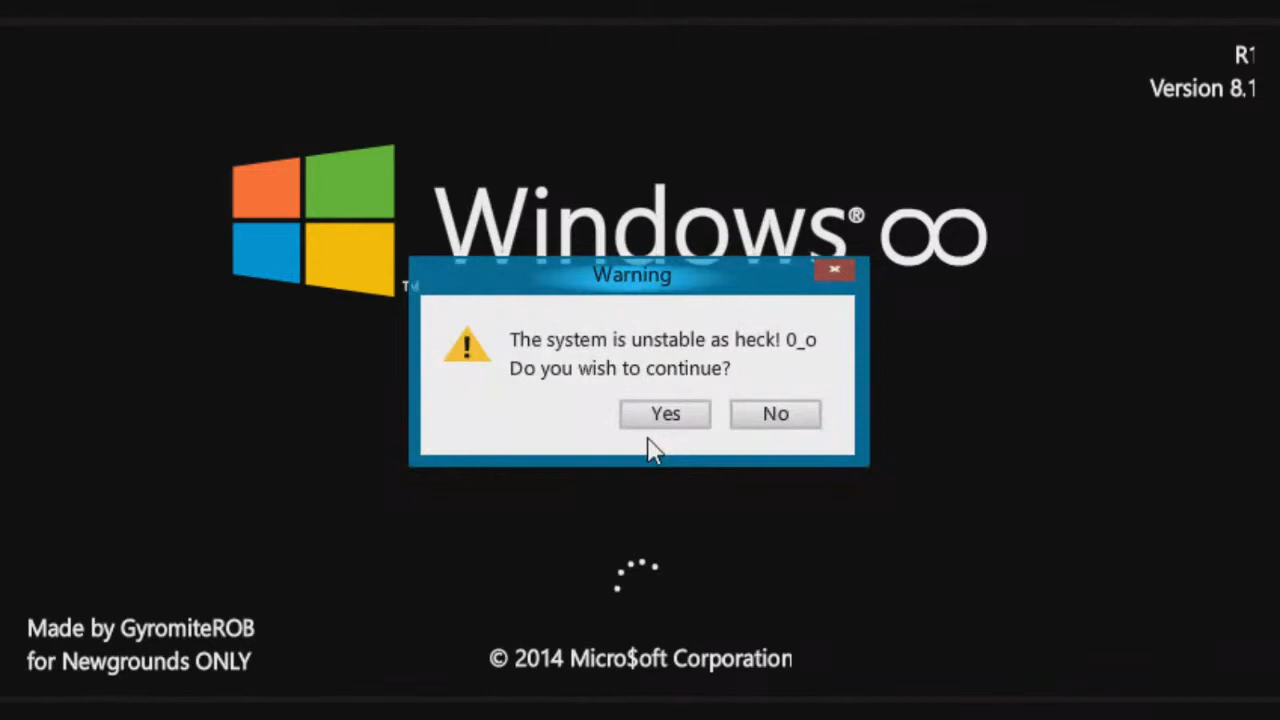 R1
Version 8.1
Windows® ∞
Warning
The system is unstable as heck! 0_o
Do you wish to continue?
Yes
No
Made by GyromiteROB
for Newgrounds ONLY
© 2014 Micro$oft Corporation